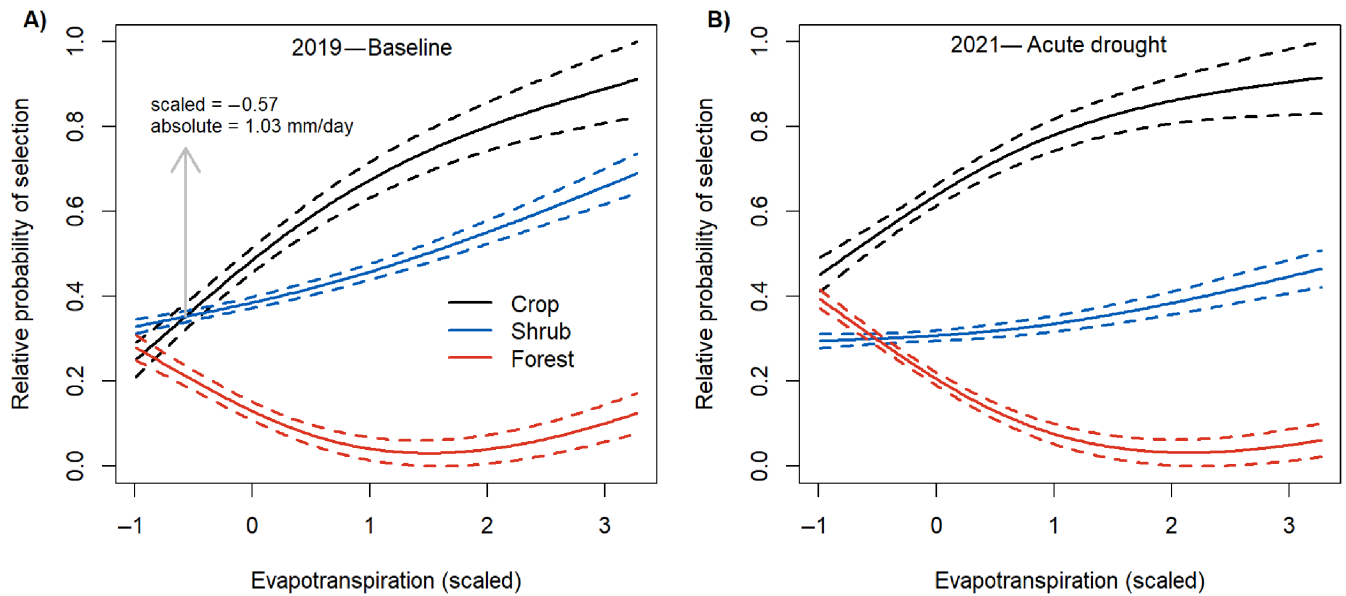 A)
2019—Baseline
scaled = –0.57
absolute = 1.03 mm/day
Crop
Shrub
Forest
Relative probability of selection
0.0
0.2
0.4
0.6
0.8
1.0
–1
0
1
2
3
Evapotranspiration (scaled)
B)
2021— Acute drought
Relative probability of selection
0.0
0.2
0.4
0.6
0.8
1.0
–1
0
1
2
3
Evapotranspiration (scaled)